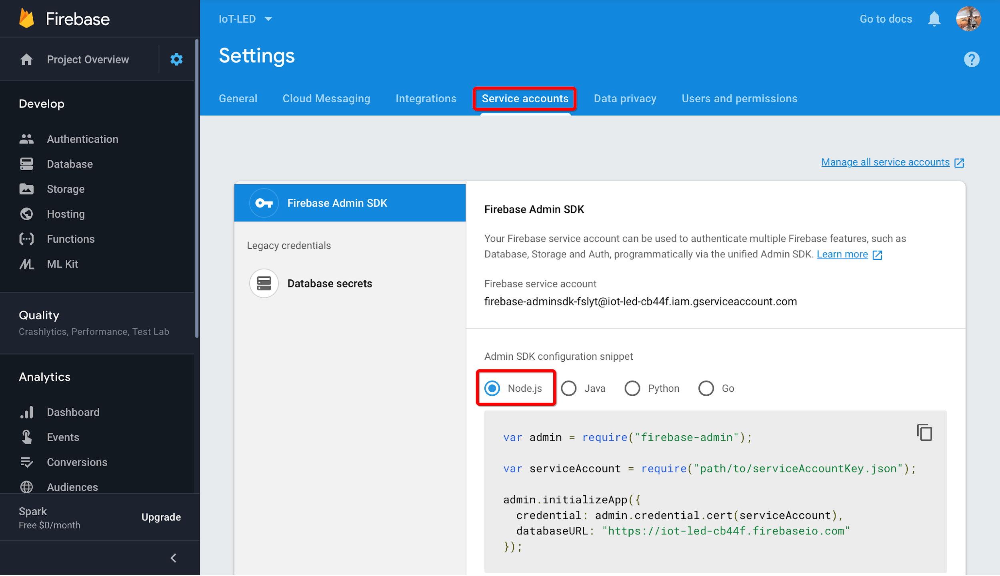 Firebase
Project Overview
Develop
Authentication
Database
Storage
Hosting
Functions
ML Kit
Quality
Crashlytics, Performance, Test Lab
Analytics
Dashboard
Events
Conversions
Audiences
Spark
Free $0/month
Upgrade
IoT-LED
Go to docs
Settings
General Cloud Messaging Integrations Service accounts Data privacy Users and permissions
Manage all service accounts
Firebase Admin SDK
Legacy credentials
Database secrets
Firebase Admin SDK
Your Firebase service account can be used to authenticate multiple Firebase features, such as
Database, Storage and Auth, programmatically via the unified Admin SDK. Learn more
Firebase service account
firebase-adminsdk-fslyt@iot-led-cb44f.iam.gserviceaccount.com
Admin SDK configuration snippet
Node.js Java Python Go
var admin = require("firebase-admin");
var serviceAccount = require("path/to/serviceAccountKey.json");
admin.initializeApp({
credential: admin.credential.cert(serviceAccount),
databaseURL: "https://iot-led-cb44f.firebaseio.com"
});